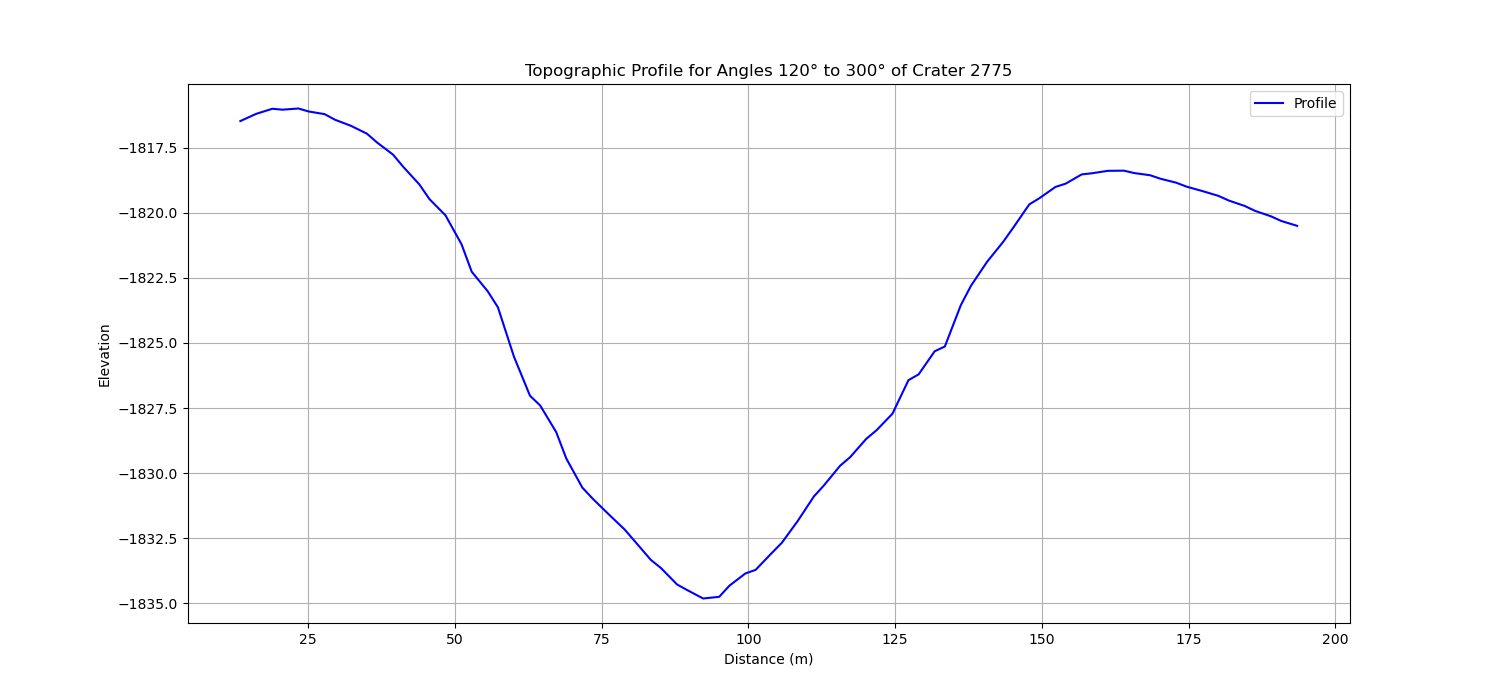 Topographic Profile for Angles 120° to 300° of Crater 2775
Profile
Elevation
−1817.5
−1820.0
−1822.5
−1825.0
−1827.5
−1830.0
−1832.5
−1835.0
25 50 75 100 125 150 175 200
Distance (m)